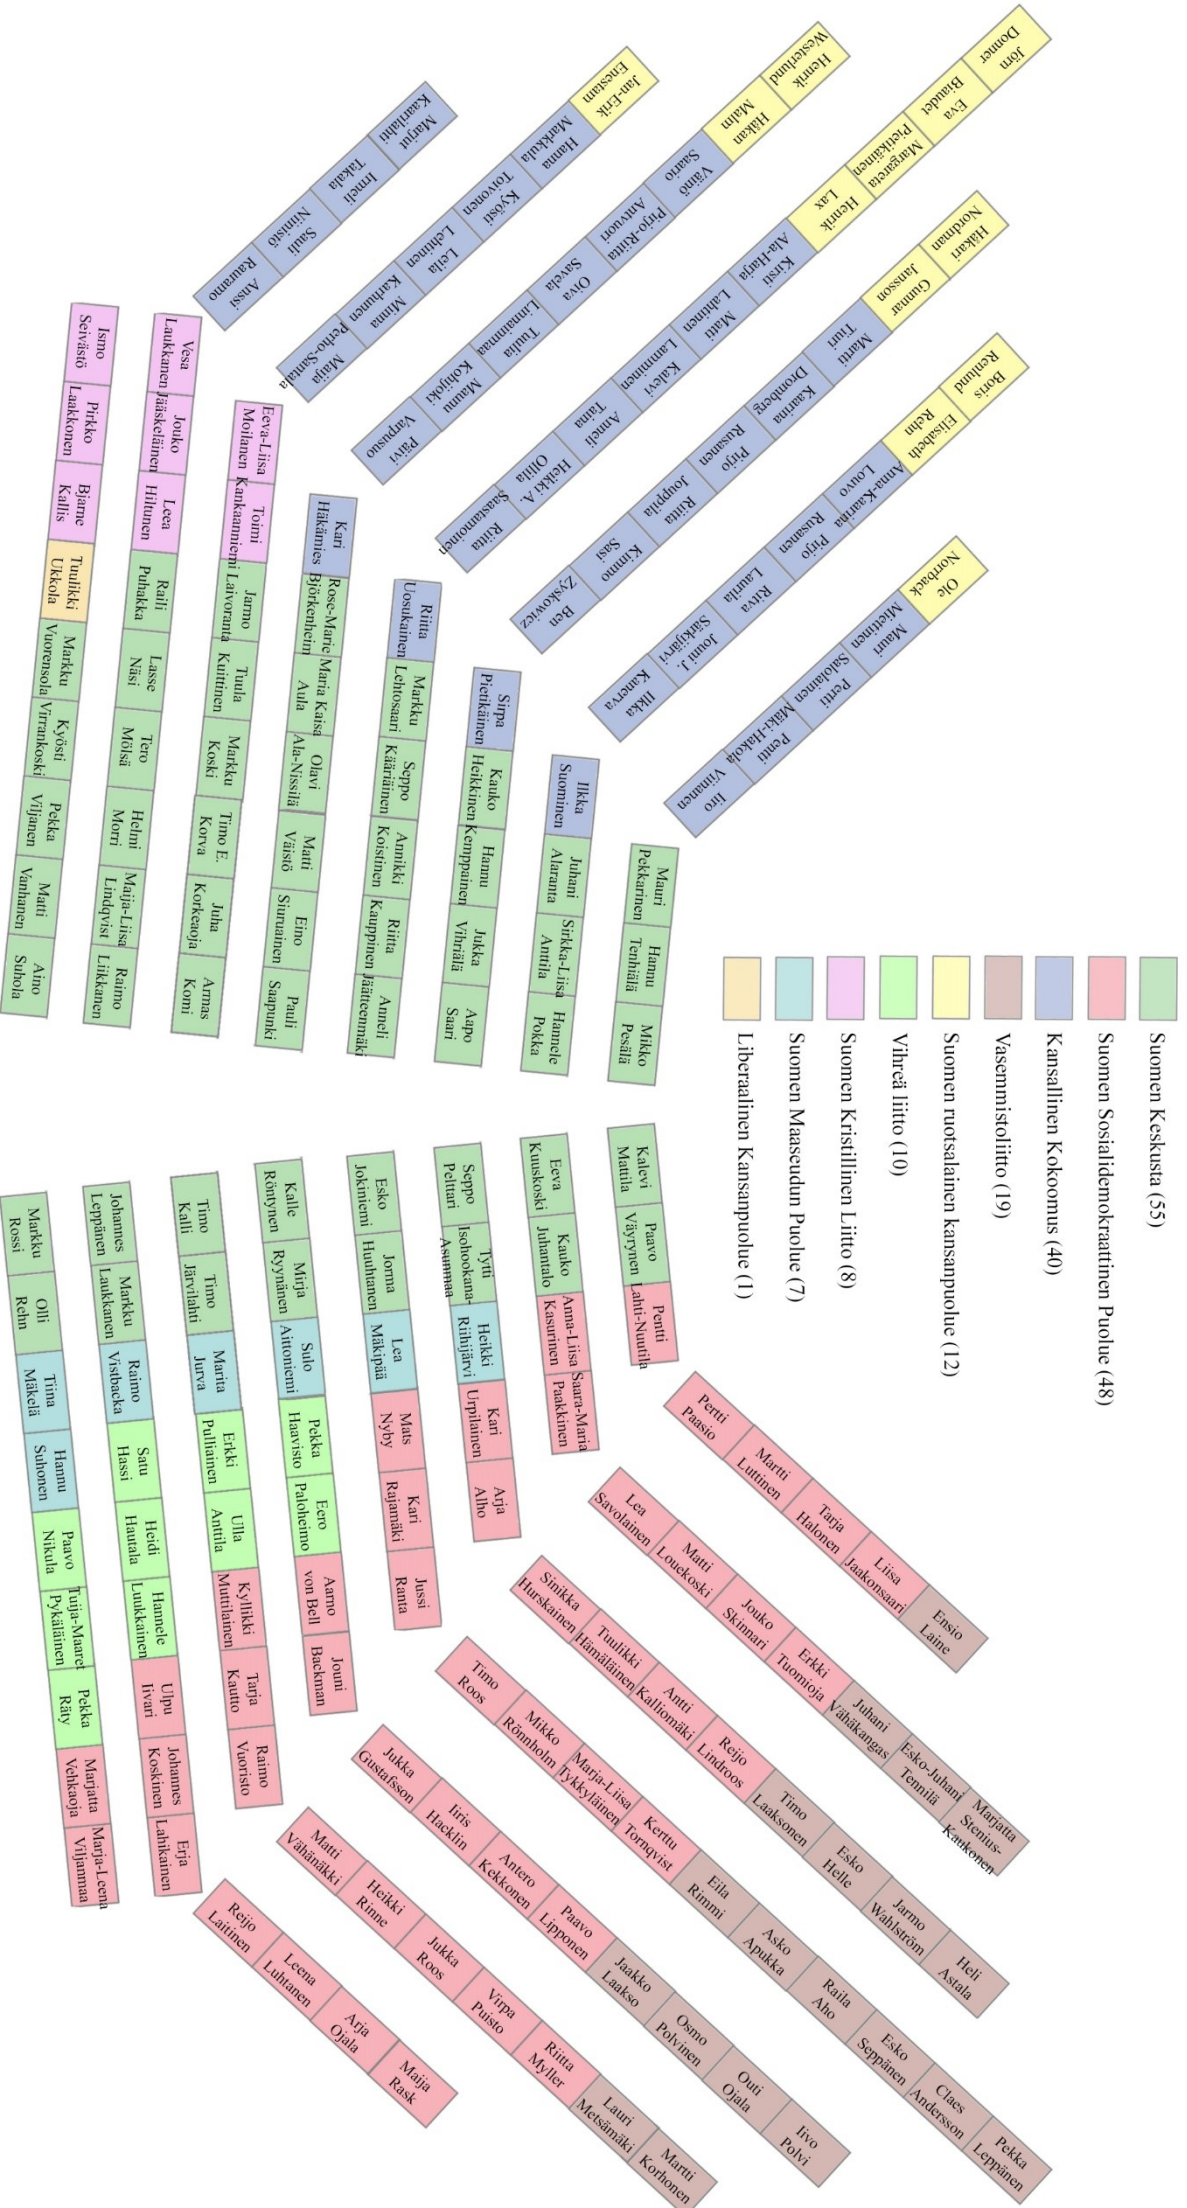 Suomen Keskusta (55)
Suomen Sosialidemokraattinen Puolue (48)
Kansallinen Kokoomus (40)
Vasemmistoliitto (19)
Suomen ruotsalainen kansanpuolue (12)
Vihreä liitto (10)
Suomen Kristillinen Liitto (8)
Suomen Maaseudun Puolue (7)
Liberaalinen Kansanpuolue (1)
Marjut
Kaarilahti
Irmeli
Takala
Sauli
Niinistö
Anssi
Rauramo
Jan-Erik
Enestam
Hanna
Markkula
Kyösti
Toivonen
Leila
Lehtinen
Minna
Karhunen
Maija
Perho-Santala
Henrik
Westerlund
Håkan
Malm
Väinö
Saario
Pirjo-Riitta
Antvuori
Oiva
Savela
Tuulia
Linnainmaa
Maunu
Kohijoki
Päivi
Varpasuo
Jörn
Donner
Eva
Biaudet
Margareta
Pietikäinen
Henrik
Lax
Kirsti
Ala-Harja
Matti
Lahtinen
Kalevi
Lamminen
Anneli
Taina
Heikki A.
Ollila
Riitta
Saastamoinen
Håkan
Nordman
Gunnar
Jansson
Martti
Tiuri
Kaarina
Dromberg
Pirjo
Rusanen
Riitta
Jouppila
Kimmo
Sasi
Ben
Zyskowicz
Boris
Renlund
Elisabeth
Rehn
Anna-Kaarina
Louvo
Pirjo
Rusanen
Ritva
Laurila
Jouni J.
Särkijärvi
Ilkka
Kanerva
Ole
Norrback
Mauri
Miettinen
Pertti
Salolainen
Pentti
Mäki-Hakola
Iiro
Viinanen
Ismo
Seivästö
Pirkko
Laakkonen
Bjarne
Kallis
Tuulikki
Ukkola
Markku
Vuorensola
Kyösti
Virrankoski
Pekka
Viljanen
Matti
Vanhanen
Aino
Suhola
Vesa
Laukkanen
Jouko
Jääskeläinen
Leea
Hiltunen
Raili
Puhakka
Lasse
Näsi
Tero
Mölsä
Helmi
Morri
Maija-Liisa
Lindqvist
Raimo
Liikkanen
Eeva-Liisa
Moilanen
Toimi
Kankaanniemi
Jarmo
Laivoranta
Tuula
Kuittinen
Markku
Koski
Timo E.
Korva
Juha
Korkeaoja
Armas
Komi
Kari
Häkämies
Rose-Marie
Björkenheim
Maria Kaisa
Aula
Olavi
Ala-Nissilä
Matti
Väistö
Eino
Siuruainen
Pauli
Saapunki
Riitta
Uosukainen
Markku
Lehtosaari
Seppo
Kääriäinen
Annikki
Koistinen
Riitta
Kauppinen
Anneli
Jäätteenmäki
Sirpa
Pietikäinen
Kauko
Heikkinen
Hannu
Kemppainen
Jukka
Vihriälä
Aapo
Saari
Ilkka
Suominen
Juhani
Alaranta
Sirkka-Liisa
Anttila
Hannele
Pokka
Mauri
Pekkarinen
Hannu
Tenhiälä
Mikko
Pesälä
Kalevi
Mattila
Paavo
Väyrynen
Pentti
Lahti-Nuuttila
Eeva
Kuuskoski
Kauko
Juhantalo
Anna-Liisa
Kasurinen
Saara-Maria
Paakkinen
Seppo
Pelttari
Tytti
Isohookana-
Asunmaa
Heikki
Riihijärvi
Kari
Urpilainen
Arja
Alho
Esko
Jokiniemi
Jorma
Huuhtanen
Lea
Mäkipää
Mats
Nyby
Kari
Rajamäki
Jussi
Ranta
Kalle
Röntynen
Mirja
Ryynänen
Sulo
Aittoniemi
Pekka
Haavisto
Eero
Paloheimo
Aarno
von Bell
Jouni
Backman
Timo
Kalli
Timo
Järvilahti
Marita
Jurva
Erkki
Pulliainen
Ulla
Anttila
Kyllikki
Muttilainen
Tarja
Kautto
Raimo
Vuoristo
Johannes
Leppänen
Markku
Laukkanen
Raimo
Vistbacka
Satu
Hassi
Heidi
Hautala
Hannele
Luukkainen
Ulpu
Iivari
Johannes
Koskinen
Erja
Lahikainen
Markku
Rossi
Olli
Rehn
Tiina
Mäkelä
Hannu
Suhonen
Paavo
Nikula
Tuija-Maaret
Pykäläinen
Pekka
Räty
Marjatta
Vehkaoja
Marja-Leena
Viljanmaa
Pertti
Paasio
Martti
Luttinen
Tarja
Halonen
Liisa
Jaakonsaari
Ensio
Laine
Lea
Savolainen
Matti
Louekoski
Jouko
Skinnari
Erkki
Tuomioja
Juhani
Vähäkangas
Esko-Juhani
Tennilä
Marjatta
Stenius-
Kaukonen
Sinikka
Hurskainen
Tuulikki
Hämäläinen
Antti
Kalliomäki
Reijo
Lindroos
Timo
Laaksonen
Esko
Helle
Jarmo
Wahlström
Heli
Astala
Timo
Roos
Mikko
Rönnholm
Marja-Liisa
Tykkyläinen
Kerttu
Törnqvist
Eila
Rimmi
Asko
Apukka
Raila
Aho
Esko
Seppänen
Claes
Andersson
Pekka
Leppänen
Jukka
Gustafsson
Iiris
Hacklin
Antero
Kekkonen
Paavo
Lipponen
Jaakko
Laakso
Osmo
Polvinen
Outi
Ojala
Iivo
Polvi
Matti
Vähänäkki
Heikki
Rinne
Jukka
Roos
Virpa
Puisto
Riitta
Myller
Lauri
Metsämäki
Martti
Korhonen
Reijo
Laitinen
Leena
Luhtanen
Arja
Ojala
Maija
Rask